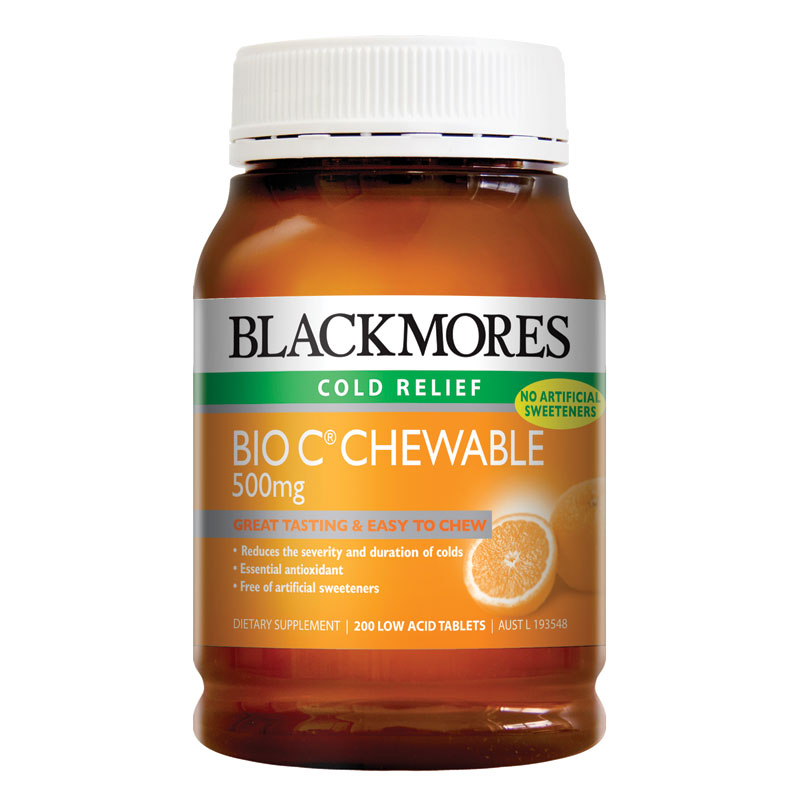 BLACKMORES
COLD RELIEF
NO ARTIFICIAL
SWEETENERS
BIO C® CHEWABLE
500mg
GREAT TASTING & EASY TO CHEW
• Reduces the severity and duration of colds
• Essential antioxidant
• Free of artificial sweeteners
DIETARY SUPPLEMENT | 200 LOW ACID TABLETS | AUST L 193548